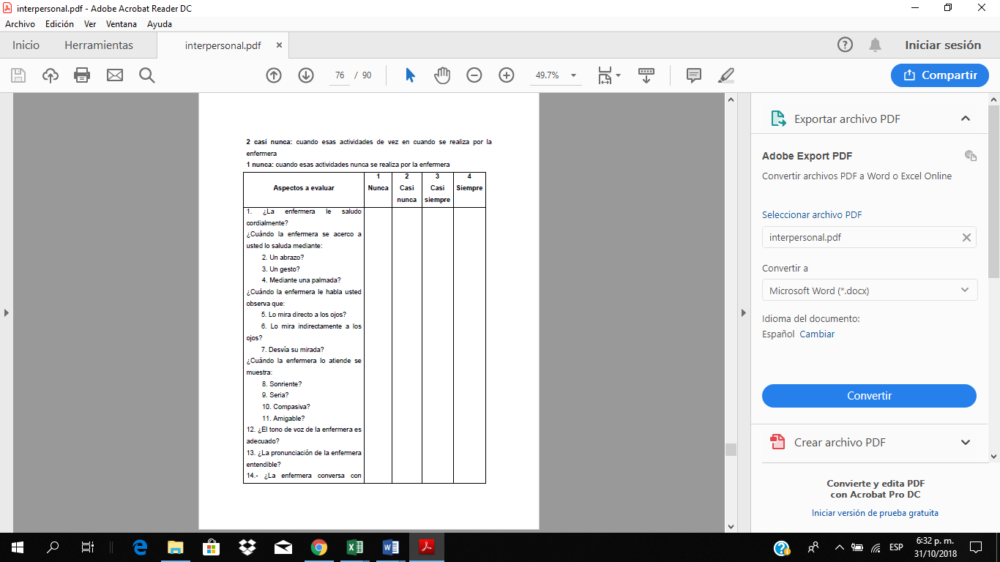 interpersonal.pdf - Adobe Acrobat Reader DC
Archivo Edición Ver Ventana Ayuda
Inicio Herramientas interpersonal.pdf × Iniciar sesión
76 / 90 49.7% Compartir
2 casi nunca: cuando esas actividades de vez en cuando se realiza por la
enfermera
1 nunca: cuando esas actividades nunca se realiza por la enfermera
Aspectos a evaluar
1
Nunca
2
Casi
nunca
3
Casi
siempre
4
Siempre
1. ¿La enfermera le saludo
cordialmente?
¿Cuándo la enfermera se acerco a
usted lo saluda mediante:
2. Un abrazo?
3. Un gesto?
4. Mediante una palmada?
¿Cuándo la enfermera le habla usted
observa que:
5. Lo mira directo a los ojos?
6. Lo mira indirectamente a los
ojos?
7. Desvía su mirada?
¿Cuándo la enfermera lo atiende se
muestra:
8. Sonriente?
9. Seria?
10. Compasiva?
11. Amigable?
12. ¿El tono de voz de la enfermera es
adecuado?
13. ¿La pronunciación de la enfermera
entendible?
14.- ¿La enfermera conversa con
Exportar archivo PDF
Adobe Export PDF
Convertir archivos PDF a Word o Excel Online
Seleccionar archivo PDF
interpersonal.pdf
Convertir a
Microsoft Word (*.docx)
Idioma del documento:
Español Cambiar
Convertir
Crear archivo PDF
Convierte y edita PDF
con Acrobat Pro DC
Iniciar versión de prueba gratuita
ESP
6:32 p. m.
31/10/2018